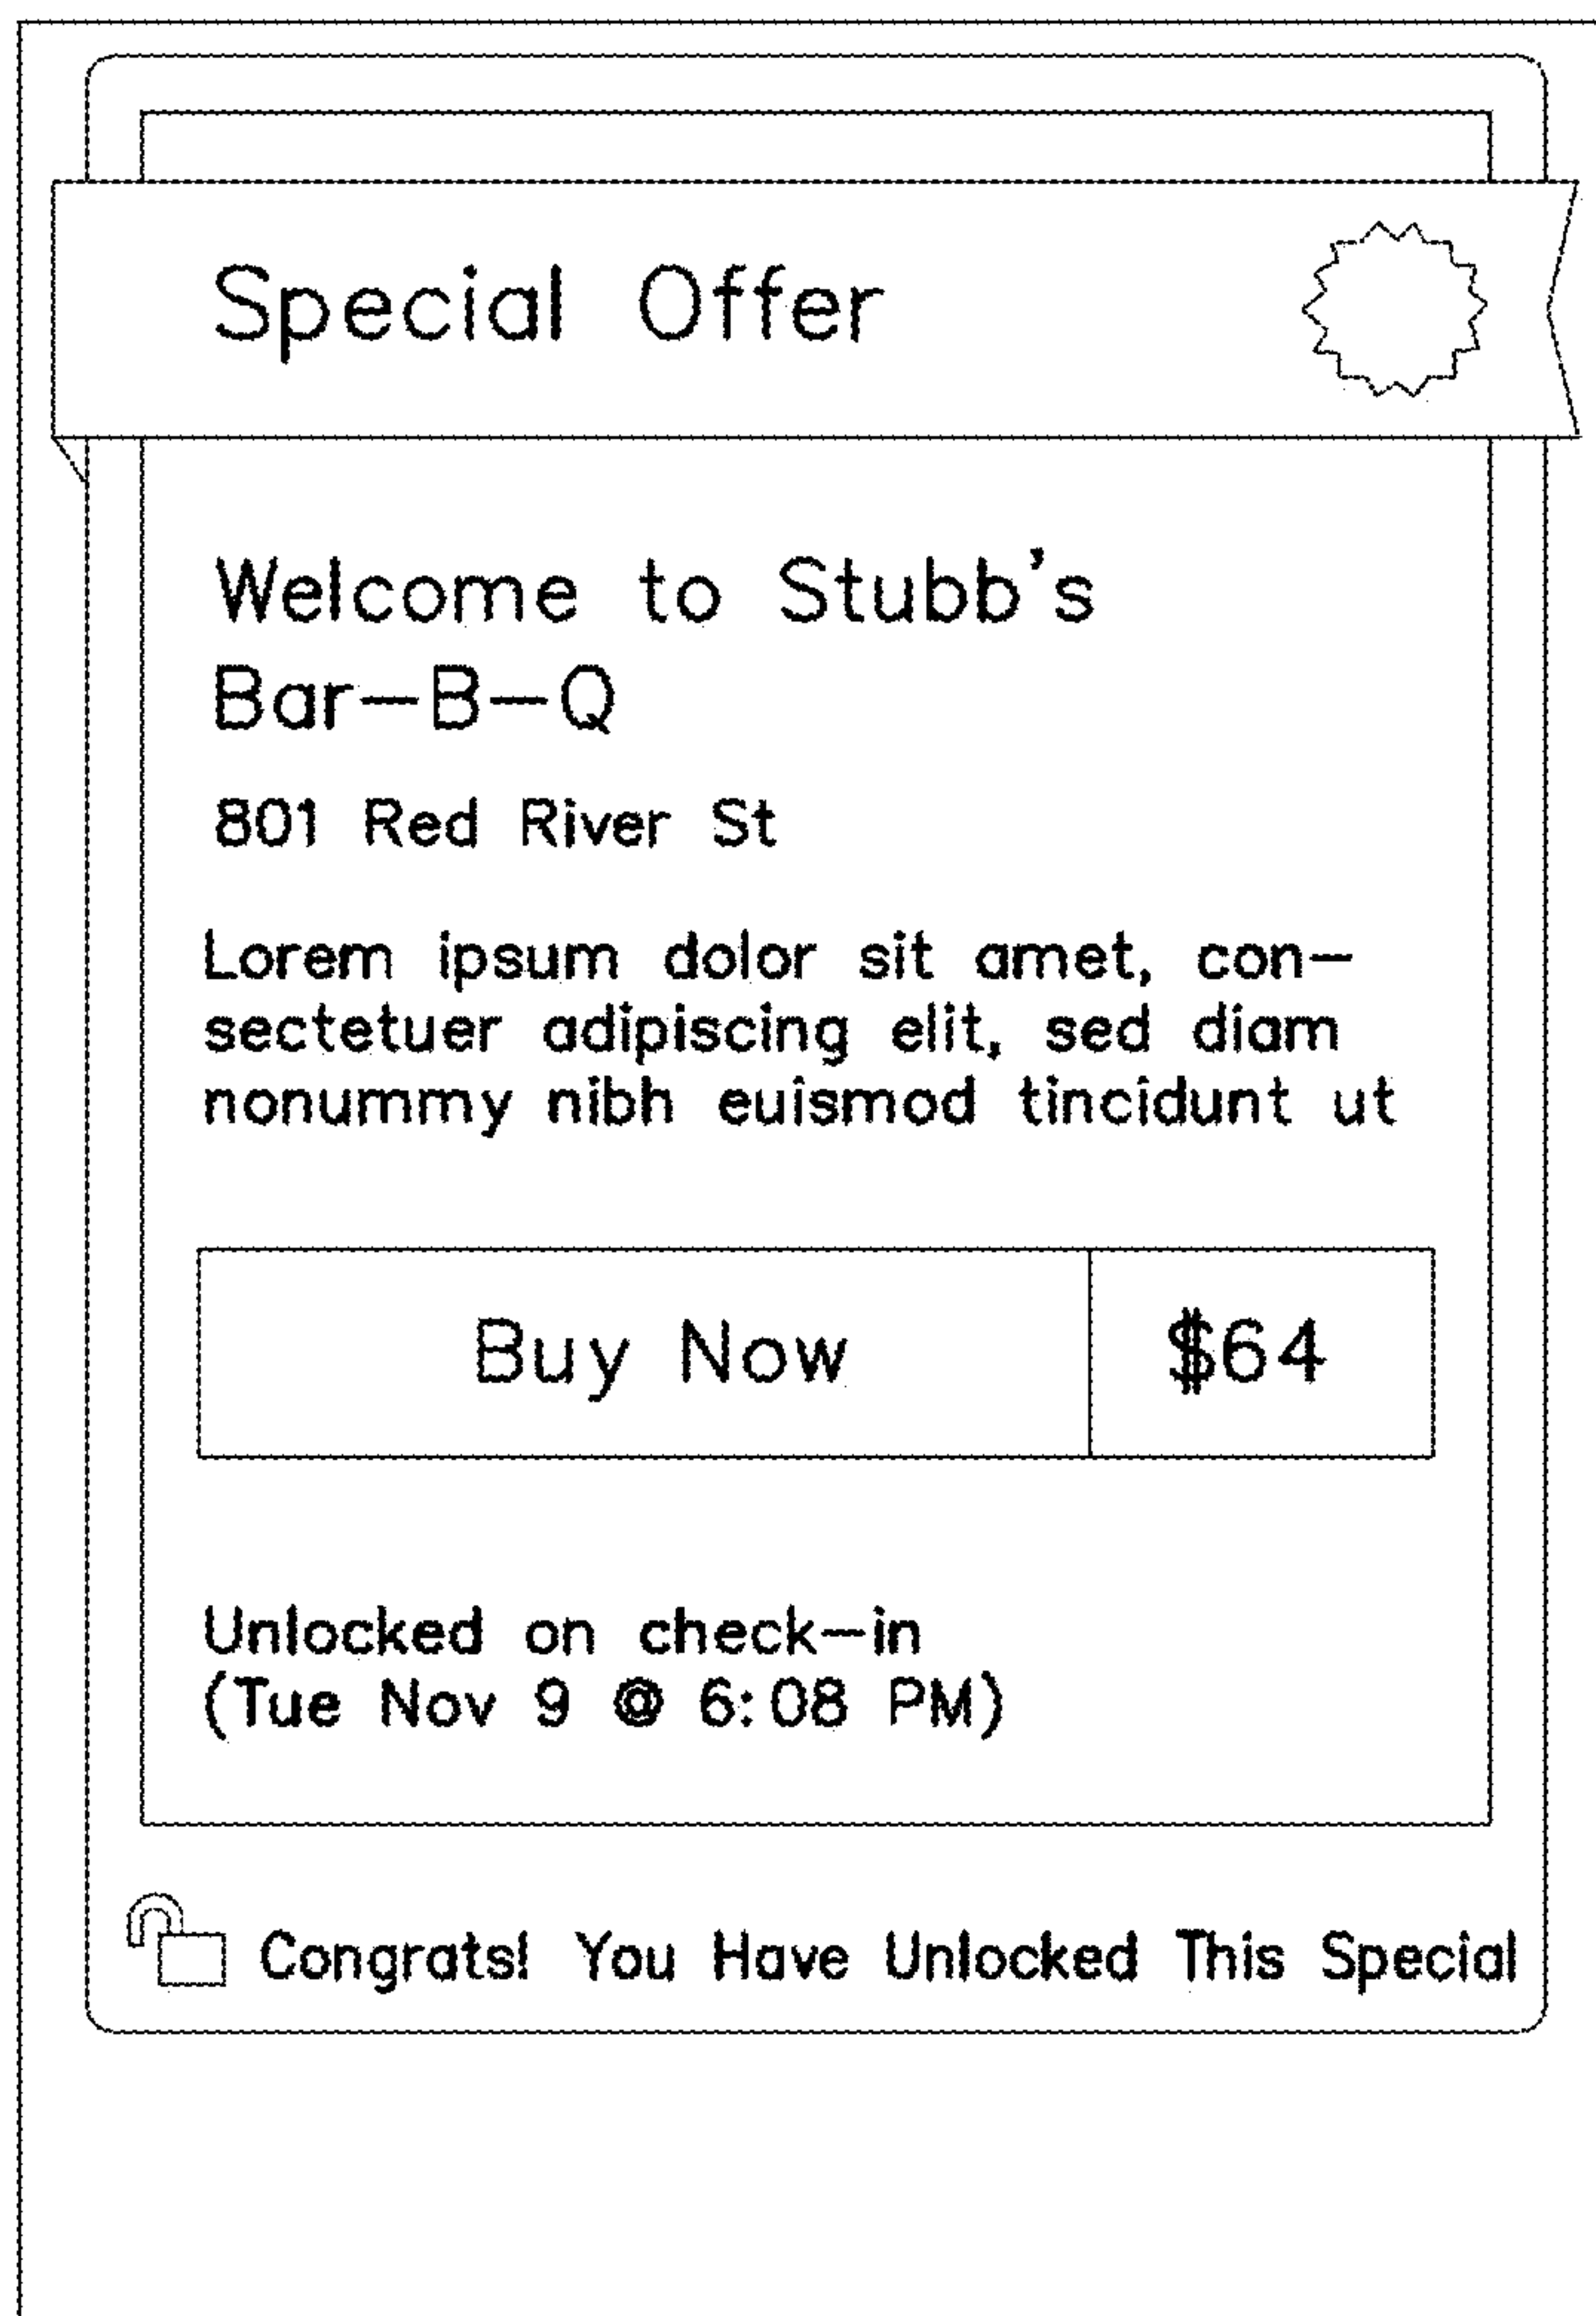 Special Offer
Welcome to Stubb's
Bar-B-Q
801 Red River St
Lorem ipsum dolor sit amet, con-
sectetuer adipiscing elit, sed diam
nonummy nibh euismod tincidunt ut
Buy Now $64
Unlocked on check-in
(Tue Nov 9 @ 6:08 PM)
Congrats! You Have Unlocked This Special